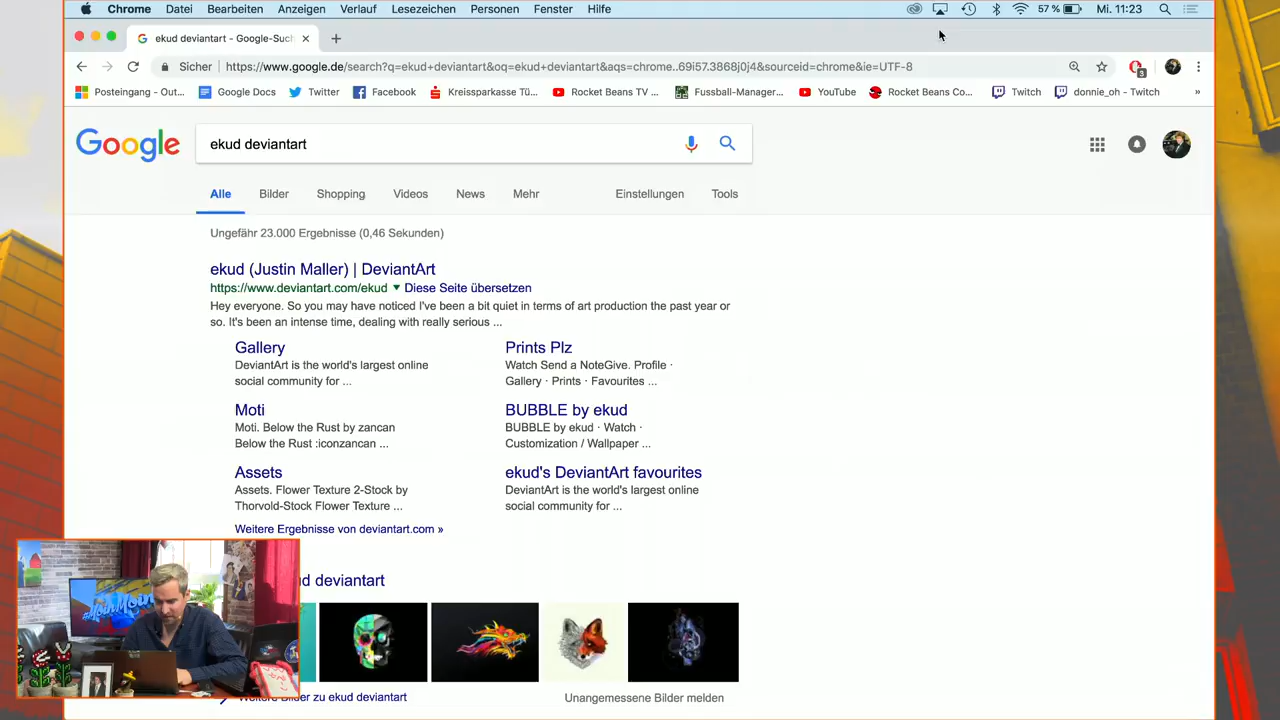 Chrome Datei Bearbeiten Anzeigen Verlauf Lesezeichen Personen Fenster Hilfe 57 % Mi. 11:23
ekud deviantart - Google-Such
Sicher https://www.google.de/search?q=ekud+deviantart&oq=ekud+deviantart&aqs=chrome..69i57.3868j0j4&sourceid=chrome&ie=UTF-8
3
Posteingang - Out... Google Docs Twitter Facebook Kreissparkasse Tü... Rocket Beans TV ... Fussball-Manager... YouTube Rocket Beans Co... Twitch donnie_oh - Twitch »
Google ekud deviantart
Alle Bilder Shopping Videos News Mehr Einstellungen Tools
Ungefähr 23.000 Ergebnisse (0,46 Sekunden)
ekud (Justin Maller) | DeviantArt
https://www.deviantart.com/ekud ▼ Diese Seite übersetzen
Hey everyone. So you may have noticed I've been a bit quiet in terms of art production the past year or
so. It's been an intense time, dealing with really serious ...
Gallery
DeviantArt is the world's largest online
social community for ...
Prints Plz
Watch Send a NoteGive. Profile ·
Gallery · Prints · Favourites ...
Moti
Moti. Below the Rust by zancan
Below the Rust :iconzancan ...
BUBBLE by ekud
BUBBLE by ekud · Watch ·
Customization / Wallpaper ...
Assets
Assets. Flower Texture 2-Stock by
Thorvold-Stock Flower Texture ...
ekud's DeviantArt favourites
DeviantArt is the world's largest online
social community for ...
Weitere Ergebnisse von deviantart.com »
ud deviantart
Weitere Bilder zu ekud deviantart Unangemessene Bilder melden
#MoinMoin